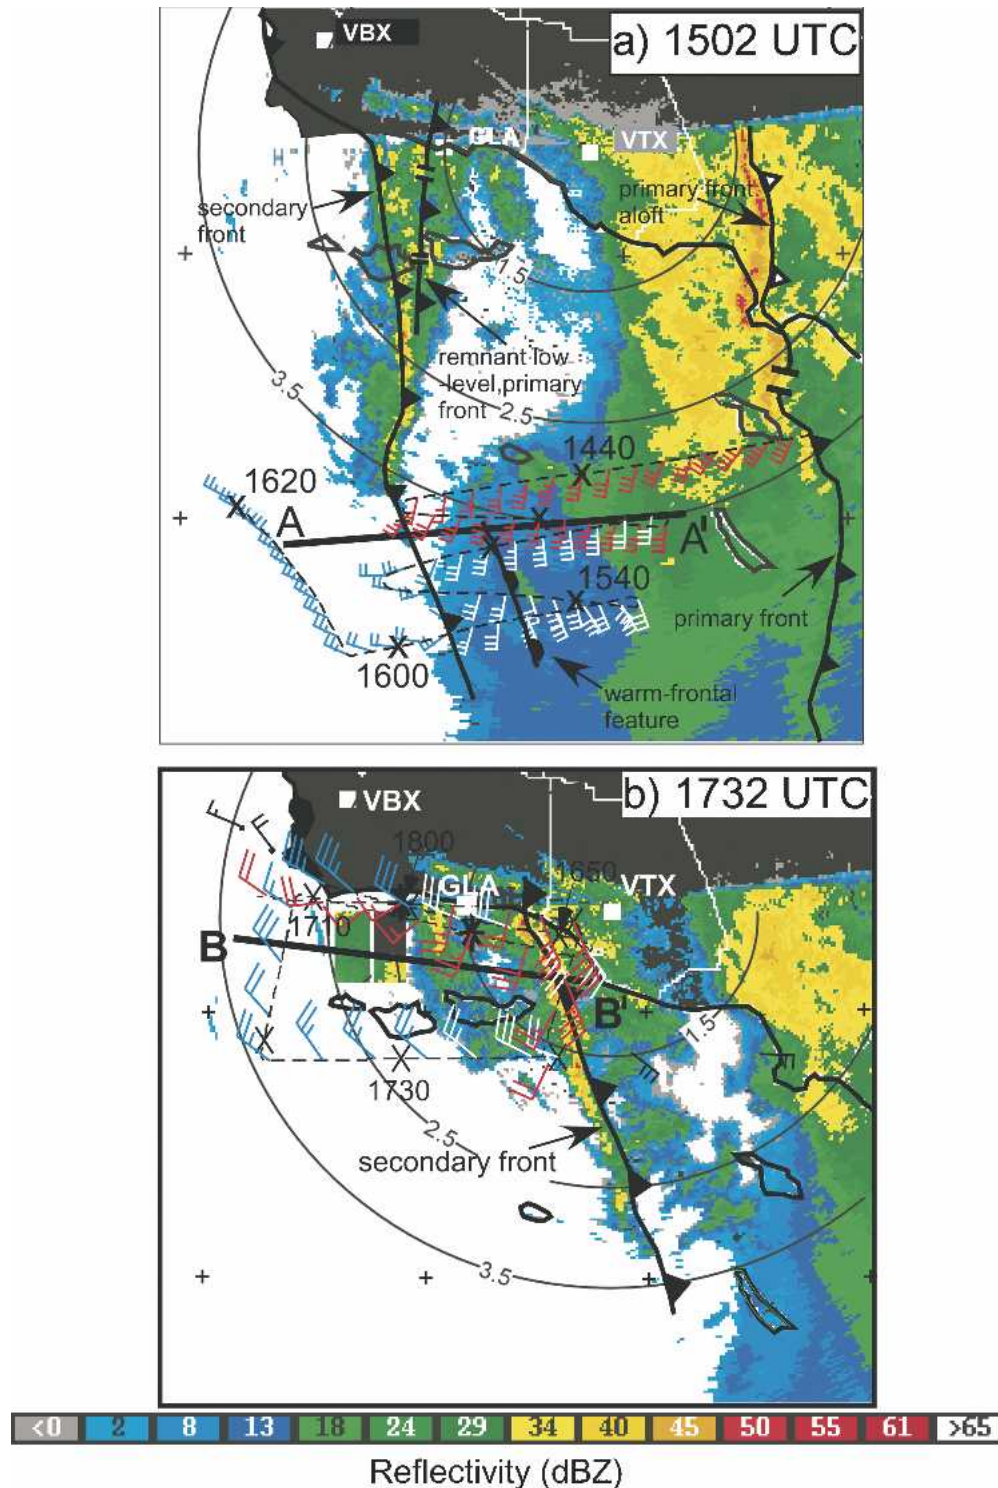 VBX
a) 1502 UTC
GLA
VTX
L
H
secondary
front
primary front
aloft
1.5
remnant low
-level,primary
front
3.5
2.5
1440
1620
A
A'
1540
primary front
1600
warm-frontal
feature
b) 1732 UTC
VBX
1800
GLA
1650
VTX
1710
B
B'
1.5
1730
2.5
secondary front
3.5
<0 2 8 13 18 24 29 34 40 45 50 55 61 >65
Reflectivity (dBZ)